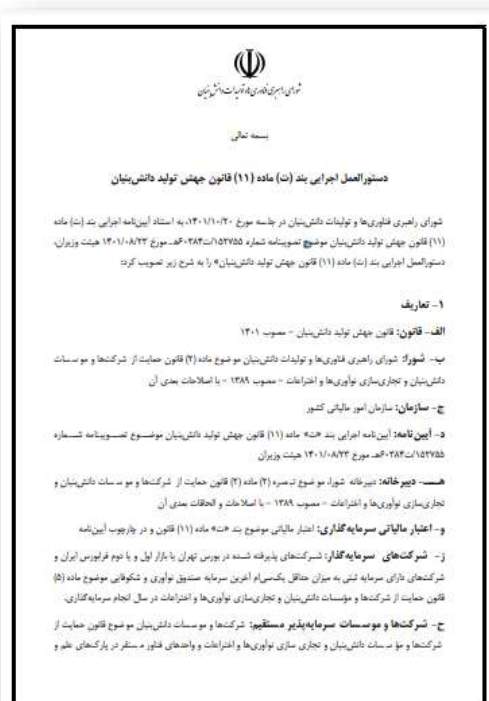 شورای راهبری فناوری‌ها و تولیدات دانش‌بنیان
بسمه تعالی
دستورالعمل اجرایی بند (ت) ماده (۱۱) قانون جهش تولید دانش‌بنیان
شورای راهبری فناوری‌ها و تولیدات دانش‌بنیان در جلسه مورخ ۱۴۰۱/۱۰/۲۰، به استناد آیین‌نامه اجرایی بند (ت) ماده
(۱۱) قانون جهش تولید دانش‌بنیان موضوع تصویبنامه شماره ۱۵۲۷۵۵/ت۶۰۳۸۴هـ مورخ ۱۴۰۱/۰۸/۲۳ هیئت وزیران،
دستورالعمل اجرایی بند (ت) ماده (۱۱) قانون جهش تولید دانش‌بنیان» را به شرح زیر تصویب کرد:
۱- تعاریف
الف- قانون: قانون جهش تولید دانش‌بنیان - مصوب ۱۴۰۱
ب- شورا: شورای راهبری فناوری‌ها و تولیدات دانش‌بنیان موضوع ماده (۲) قانون حمایت از شرکت‌ها و موسسات
دانش‌بنیان و تجاری‌سازی نوآوری‌ها و اختراعات - مصوب ۱۳۸۹ - با اصلاحات بعدی آن
ج- سازمان: سازمان امور مالیاتی کشور
د- آیین‌نامه: آیین‌نامه اجرایی بند «ت» ماده (۱۱) قانون جهش تولید دانش‌بنیان موضوع تصویبنامه شماره
۱۵۲۷۵۵/ت۶۰۳۸۴هـ مورخ ۱۴۰۱/۰۸/۲۳ هیئت وزیران
هـ- دبیرخانه: دبیرخانه شورا، موضوع تبصره (۲) ماده (۲) قانون حمایت از شرکت‌ها و موسسات دانش‌بنیان و
تجاری‌سازی نوآوری‌ها و اختراعات - مصوب ۱۳۸۹ - با اصلاحات و الحاقات بعدی آن
و- اعتبار مالیاتی سرمایه‌گذاری: اعتبار مالیاتی موضوع بند «ت» ماده (۱۱) قانون و در چارچوب آیین‌نامه
ز- شرکت‌های سرمایه‌گذار: شرکت‌های پذیرفته شده در بورس تهران یا بازار اول و یا دوم فرابورس ایران و
شرکت‌های دارای سرمایه ثبتی به میزان حداقل یک‌سی‌ام آخرین سرمایه صندوق نوآوری و شکوفایی موضوع ماده (۵)
قانون حمایت از شرکت‌ها و مؤسسات دانش‌بنیان و تجاری‌سازی نوآوری‌ها و اختراعات در سال انجام سرمایه‌گذاری.
ح- شرکت‌ها و موسسات سرمایه‌پذیر مستقیم: شرکت‌ها و موسسات دانش‌بنیان موضوع قانون حمایت از
شرکت‌ها و مؤسسات دانش‌بنیان و تجاری سازی نوآوری‌ها و اختراعات و واحدهای فناور مستقر در پارک‌های علم و